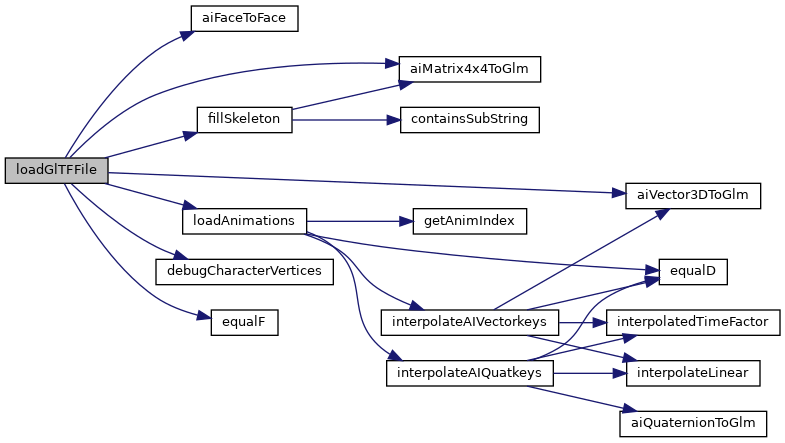 aiFaceToFace
aiMatrix4x4ToGlm
fillSkeleton
containsSubString
loadGlTFFile
aiVector3DToGlm
loadAnimations
getAnimIndex
debugCharacterVertices
equalD
equalF
interpolateAIVectorkeys
interpolatedTimeFactor
interpolateAIQuatkeys
interpolateLinear
aiQuaternionToGlm